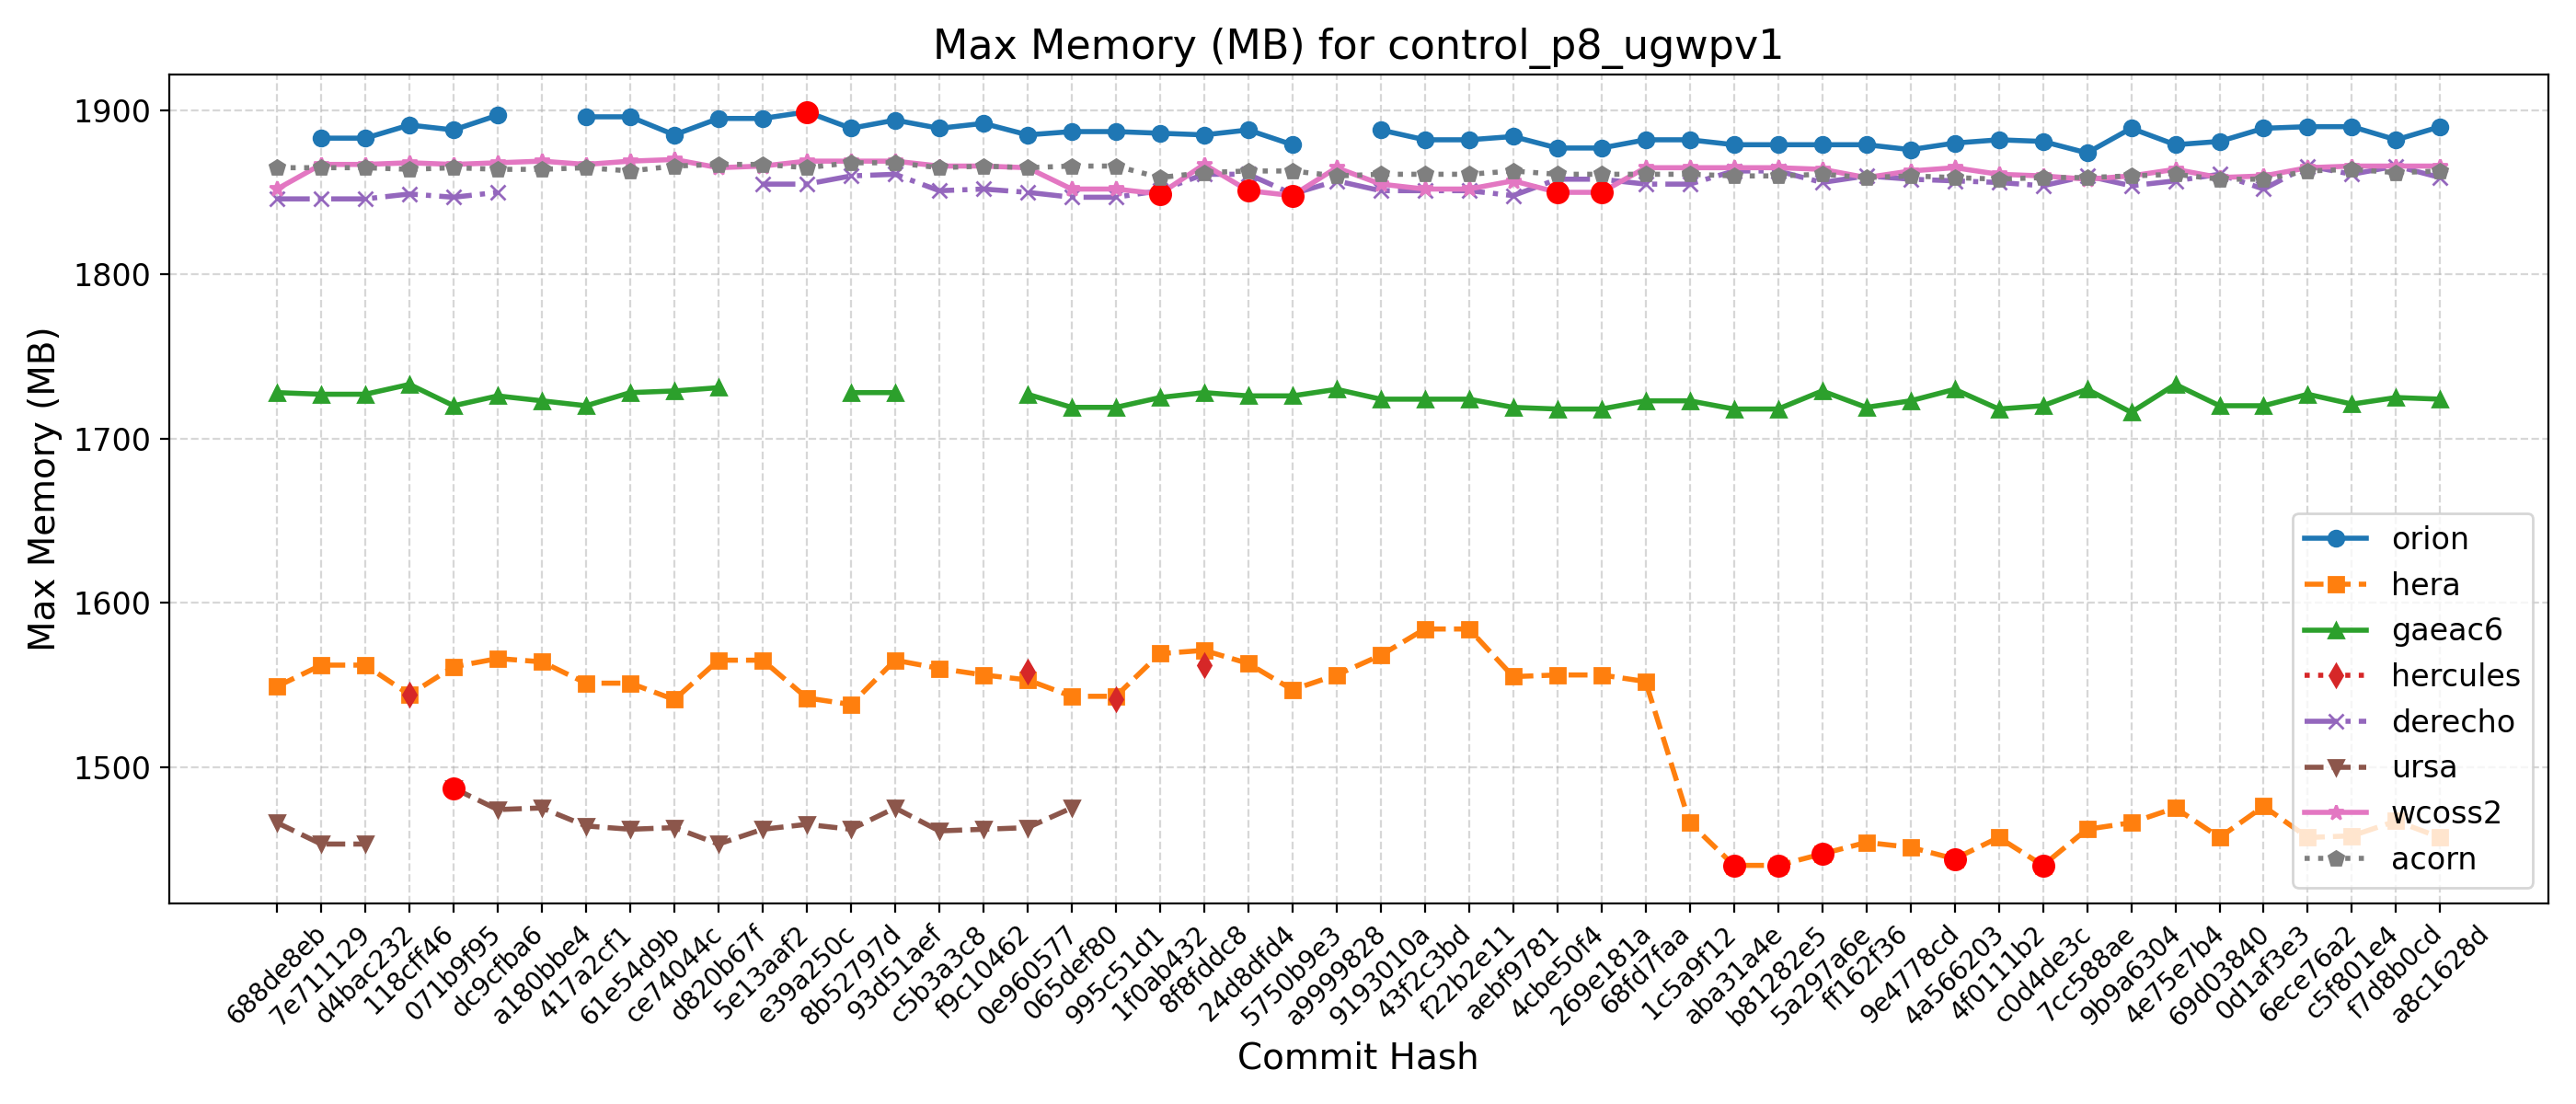 Max Memory (MB) for control_p8_ugwpv1
Max Memory (MB)
1900
1800
1700
1600
1500
orion
hera
gaeac6
hercules
derecho
ursa
wcoss2
acorn
688de8eb
7e711129
d4bac232
118cff46
071b9f95
dc9cfba6
a180bbe4
417a2cf1
61e54d9b
ce74044c
d820b67f
5e13aaf2
e39a250c
8b52797d
93d51aef
c5b3a3c8
f9c10462
0e960577
065def80
995c51d1
1f0ab432
8f8fddc8
24d8dfd4
5750b9e3
a9999828
9193010a
43f2c3bd
f22b2e11
aebf9781
4cbe50f4
269e181a
68fd7faa
1c5a9f12
aba31a4e
b81282e5
5a297a6e
ff162f36
9e4778cd
4a566203
4f0111b2
c0d4de3c
7cc588ae
9b9a6304
4e75e7b4
69d03840
0d1af3e3
6ece76a2
c5f801e4
f7d8b0cd
a8c1628d
Commit Hash